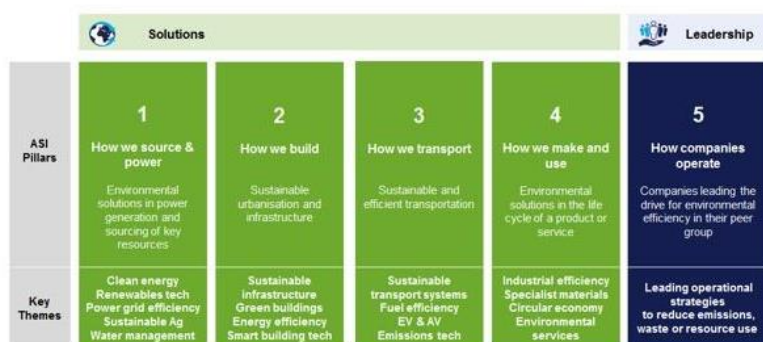 Solutions
Leadership
ASI
Pillars
1
How we source &
power
Environmental
solutions in power
generation and
sourcing of key
resources
2
How we build
Sustainable
urbanisation and
infrastructure
3
How we transport
Sustainable and
efficient transportation
4
How we make and
use
Environmental
solutions in the life
cycle of a product or
service
5
How companies
operate
Companies leading the
drive for environmental
efficiency in their peer
group
Key
Themes
Clean energy
Renewables tech
Power grid efficiency
Sustainable Ag
Water management
Sustainable
infrastructure
Green buildings
Energy efficiency
Smart building tech
Sustainable
transport systems
Fuel efficiency
EV & AV
Emissions tech
Industrial efficiency
Specialist materials
Circular economy
Environmental
services
Leading operational
strategies
to reduce emissions,
waste or resource use